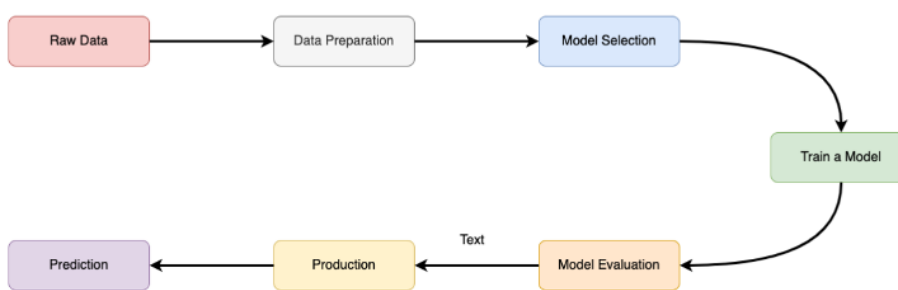 Raw Data
Data Preparation
Model Selection
Train a Model
Text
Prediction
Production
Model Evaluation